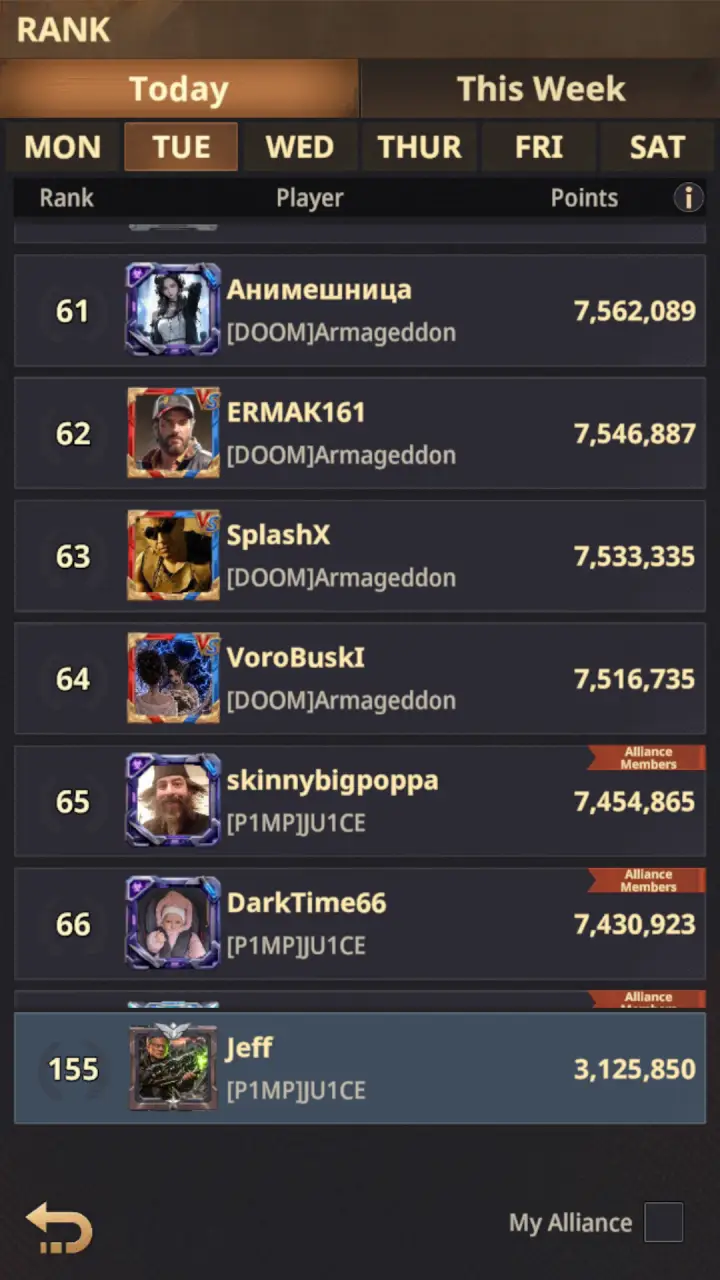 RANK
Today
This Week
MON TUE WED THUR FRI SAT
Rank Player Points i
61 Анимешница 7,562,089
[DOOM]Armageddon
62 ERMAK161 7,546,887
[DOOM]Armageddon
63 SplashX 7,533,335
[DOOM]Armageddon
64 VoroBuskI 7,516,735
[DOOM]Armageddon
Alliance
Members
65 skinnybigpoppa 7,454,865
[P1MP]JU1CE
Alliance
Members
66 DarkTime66 7,430,923
[P1MP]JU1CE
Alliance
155 Jeff 3,125,850
[P1MP]JU1CE
My Alliance